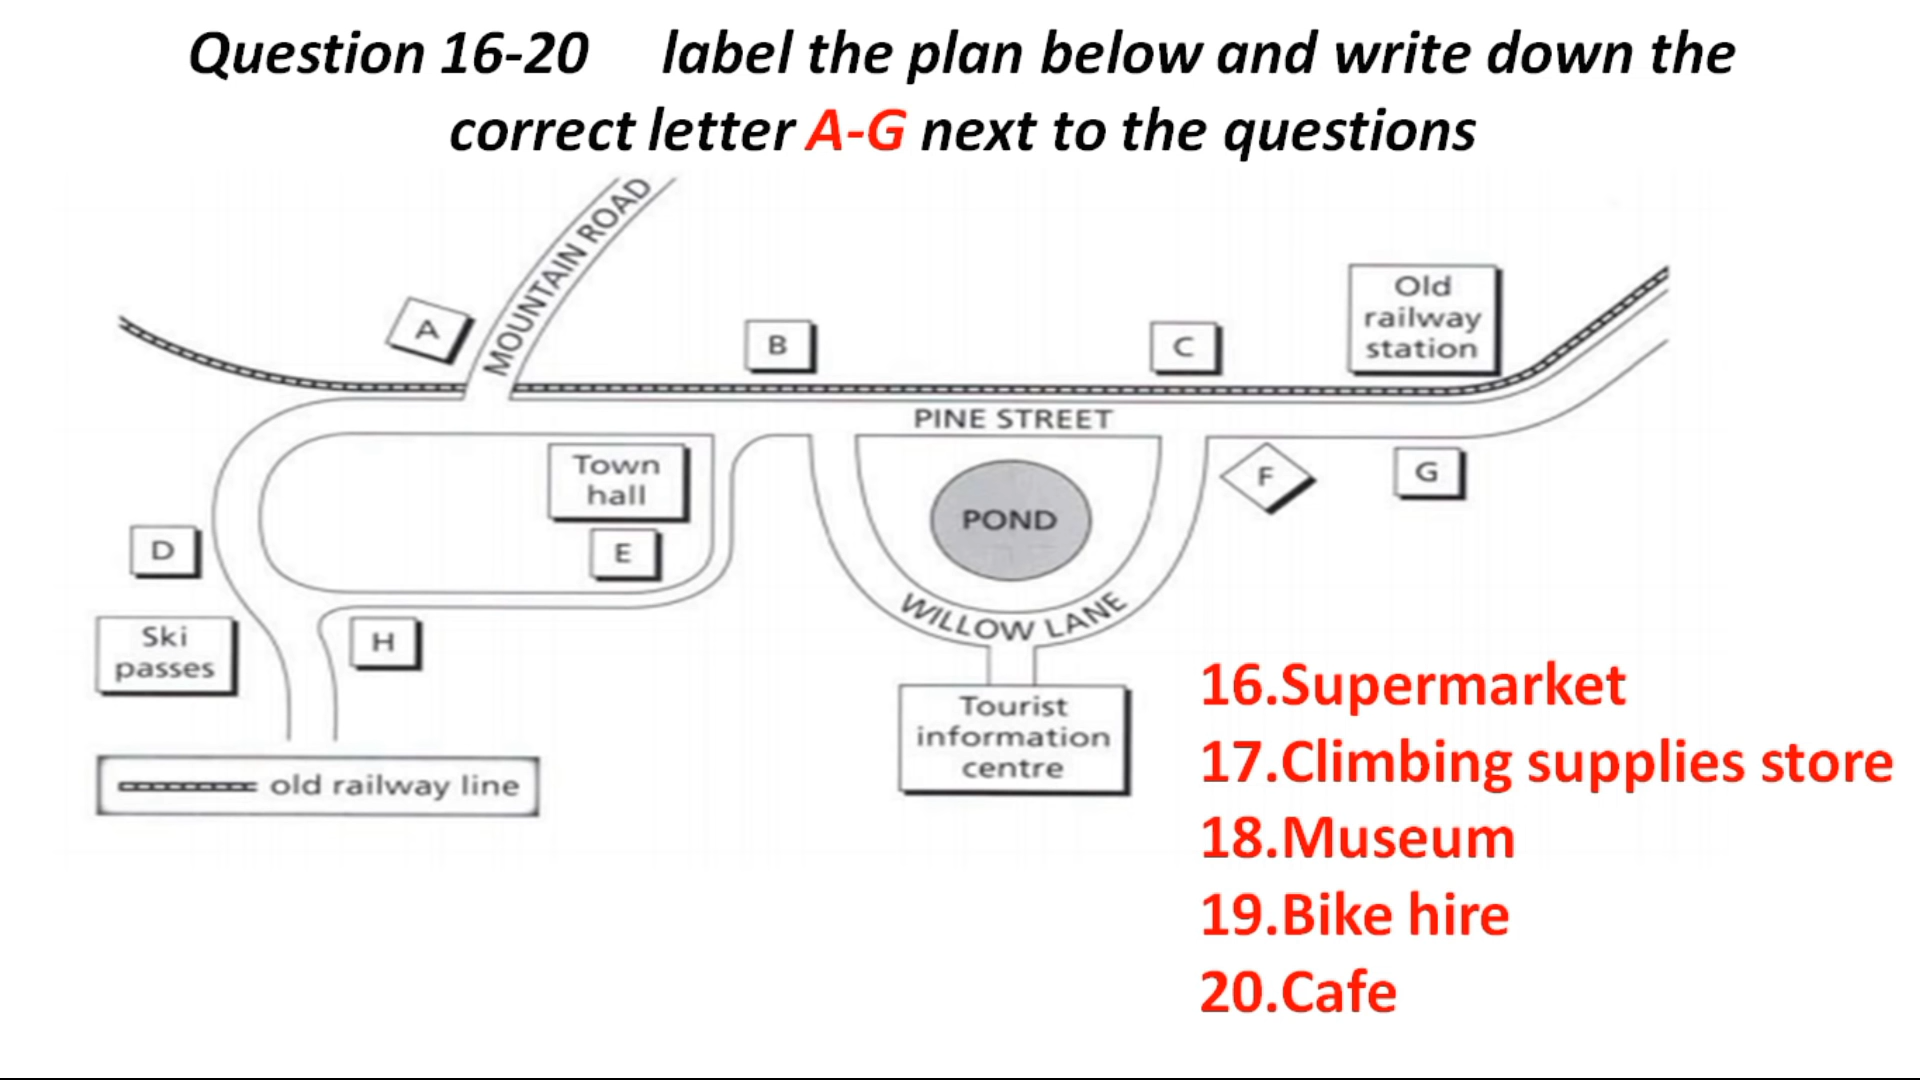 Question 16-20 label the plan below and write down the
correct letter A-G next to the questions
MOUNTAIN ROAD
A
B
C
Old
railway
station
PINE STREET
Town
hall
E
POND
F
G
D
WILLOW LANE
Ski
passes
H
Tourist
information
centre
old railway line
16.Supermarket
17.Climbing supplies store
18.Museum
19.Bike hire
20.Cafe